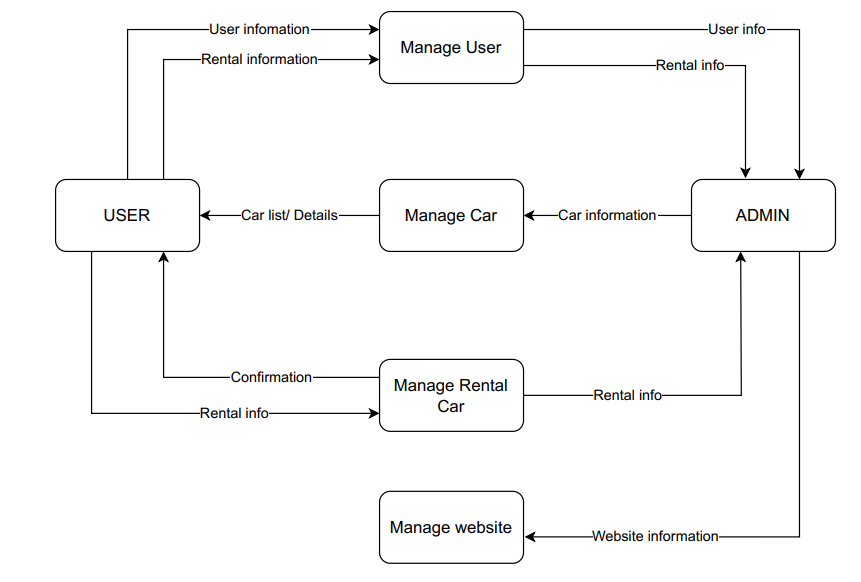 User infomation
Manage User
User info
Rental information
Rental info
USER
Car list/ Details
Manage Car
Car information
ADMIN
Confirmation
Manage Rental
Car
Rental info
Rental info
Manage website
Website information